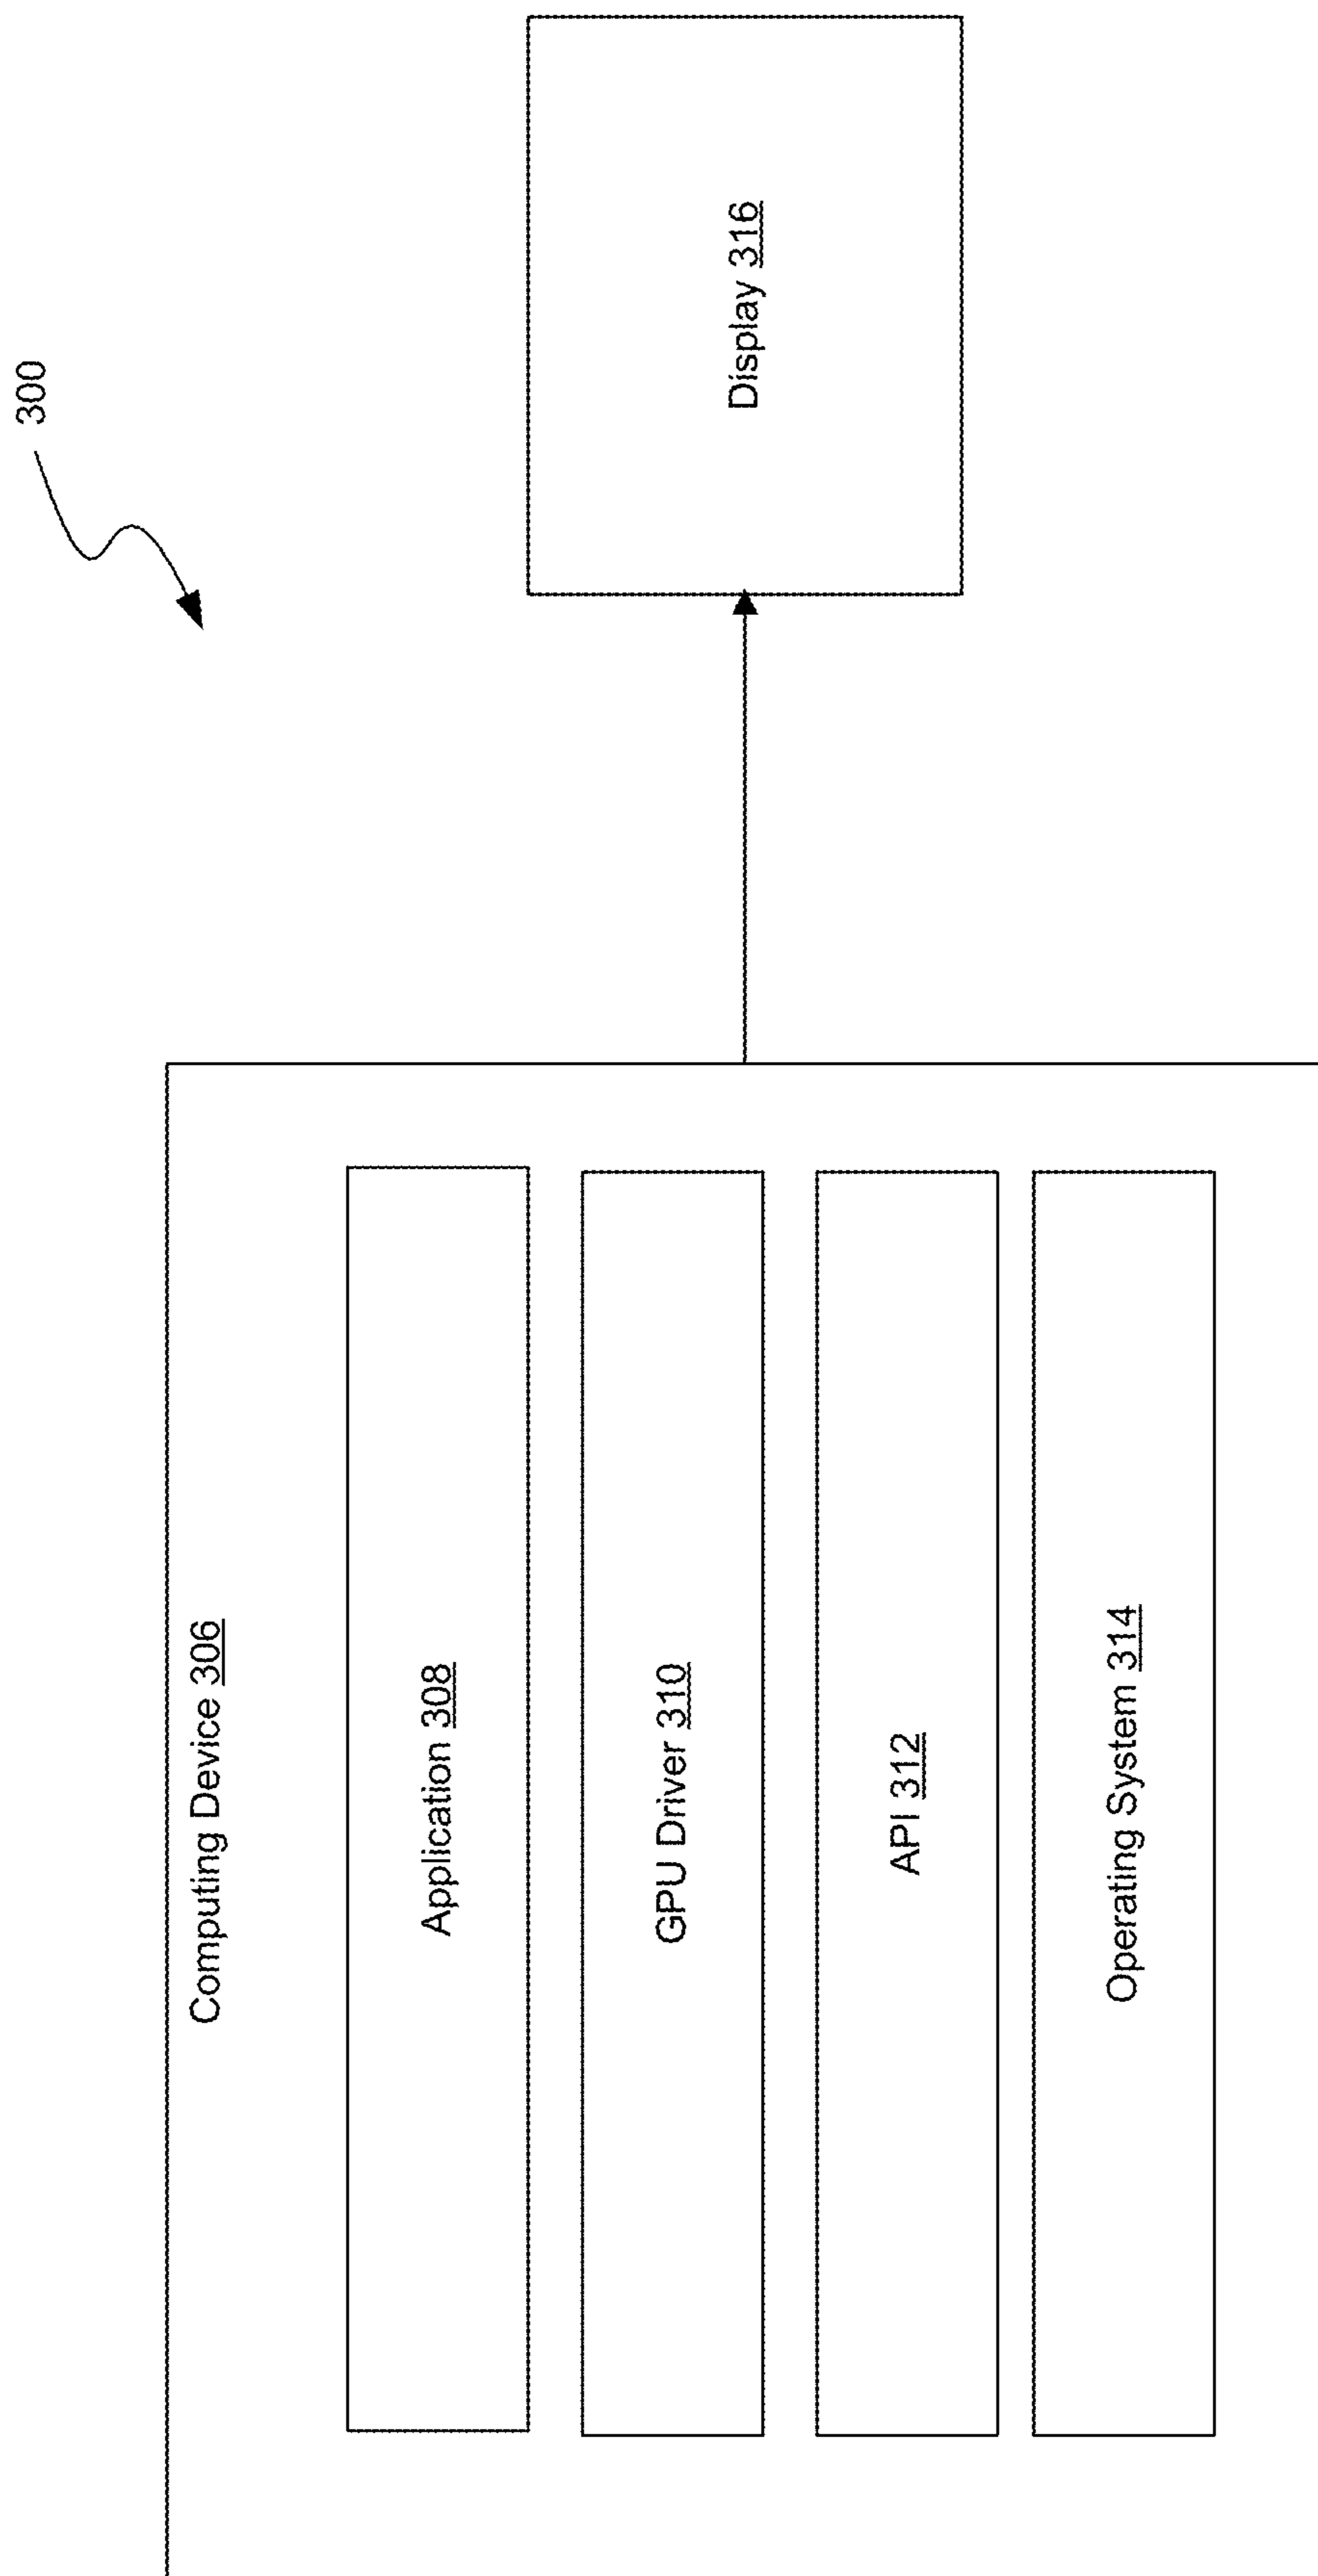 300
Computing Device 306
Application 308
GPU Driver 310
API 312
Operating System 314
Display 316